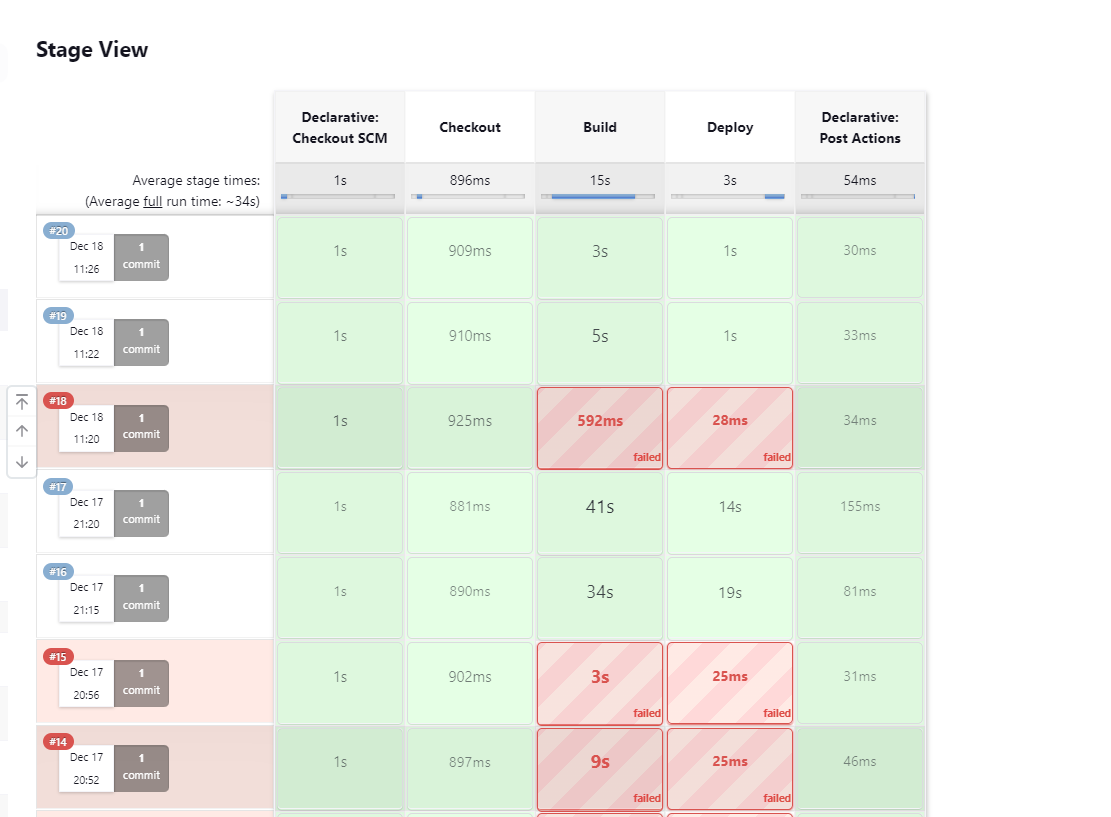 Stage View
Declarative: Checkout SCM
Checkout
Build
Deploy
Declarative: Post Actions
Average stage times:
(Average full run time: ~34s)
1s
896ms
15s
3s
54ms
#20
Dec 18
11:26
1
commit
1s
909ms
3s
1s
30ms
#19
Dec 18
11:22
1
commit
1s
910ms
5s
1s
33ms
#18
Dec 18
11:20
1
commit
1s
925ms
592ms
failed
28ms
failed
34ms
#17
Dec 17
21:20
1
commit
1s
881ms
41s
14s
155ms
#16
Dec 17
21:15
1
commit
1s
890ms
34s
19s
81ms
#15
Dec 17
20:56
1
commit
1s
902ms
3s
failed
25ms
failed
31ms
#14
Dec 17
20:52
1
commit
1s
897ms
9s
failed
25ms
failed
46ms